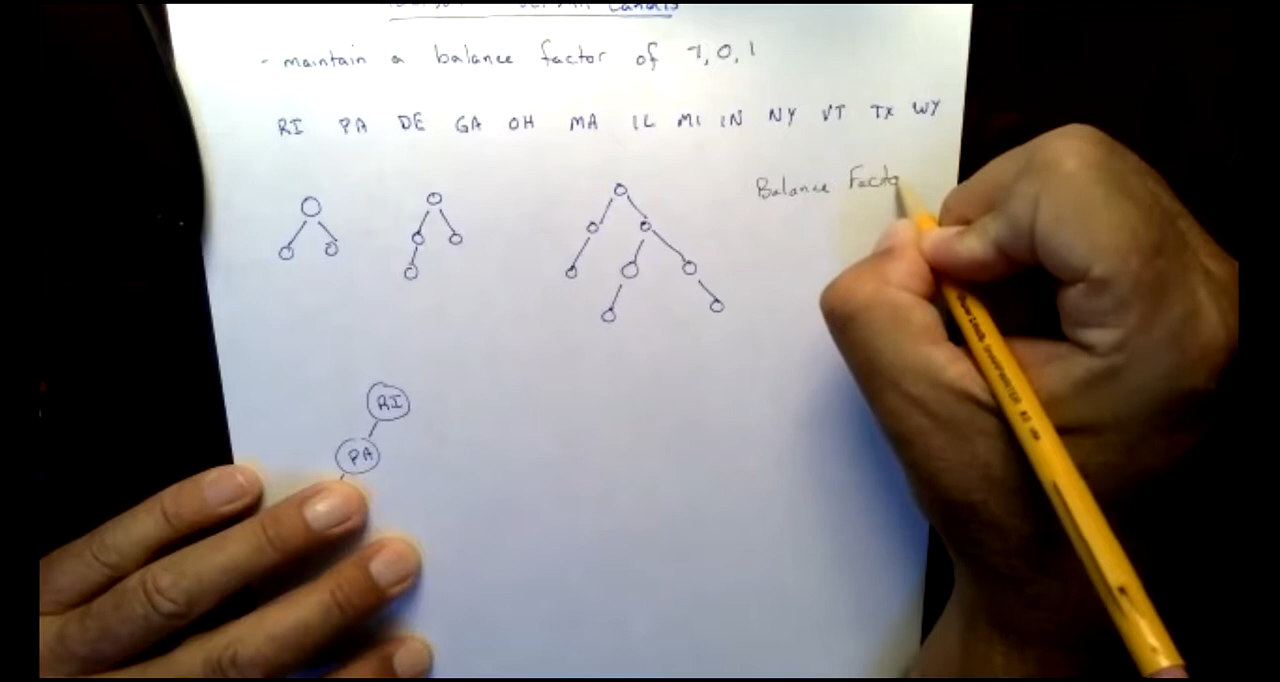 - maintain a balance factor of -1, 0, 1
RI PA DE GA OH MA IL MI IN NY VT TX WY
Balance Facto
RI
PA